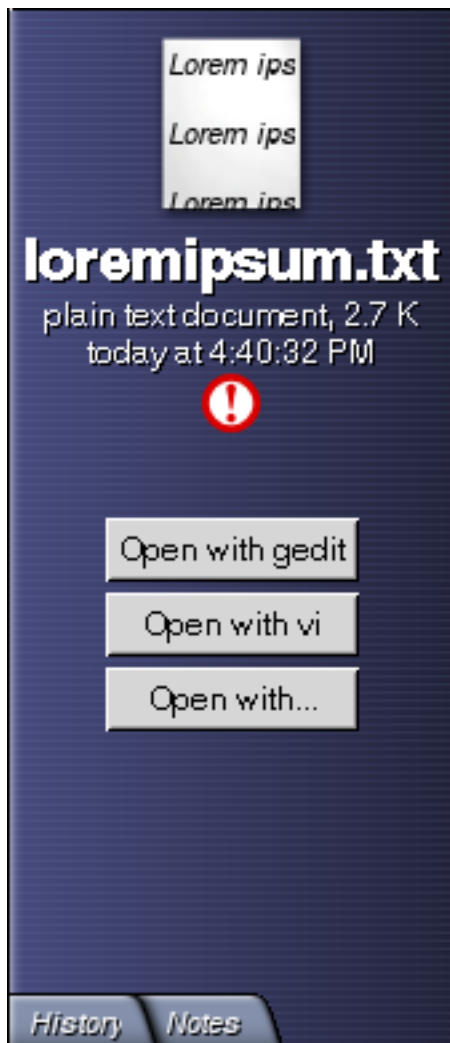 Lorem ips
Lorem ips
Lorem ips
loremipsum.txt
plain text document, 2.7 K
today at 4:40:32 PM
!
Open with gedit
Open with vi
Open with...
History
Notes